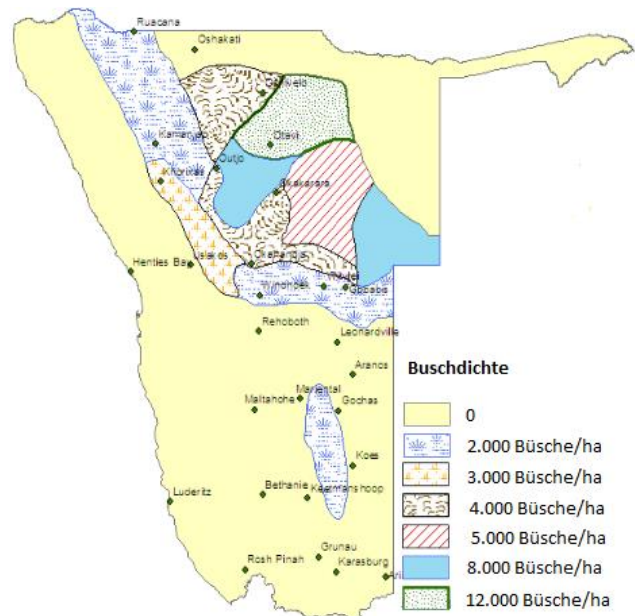 Ruacana
Oshakati
Otavi
Kamanjab
Outjo
Khorixas
Okakarara
Usakos
Okahandja
Henties Bay
Windhoek
Gobabis
Rehoboth
Leonardville
Aranos
Mariental
Maltahohe
Gochas
Koes
Bethanie
Keetmanshoop
Luderitz
Grunau
Rosh Pinah
Karasburg
Buschdichte
0
2.000 Büsche/ha
3.000 Büsche/ha
4.000 Büsche/ha
5.000 Büsche/ha
8.000 Büsche/ha
12.000 Büsche/ha